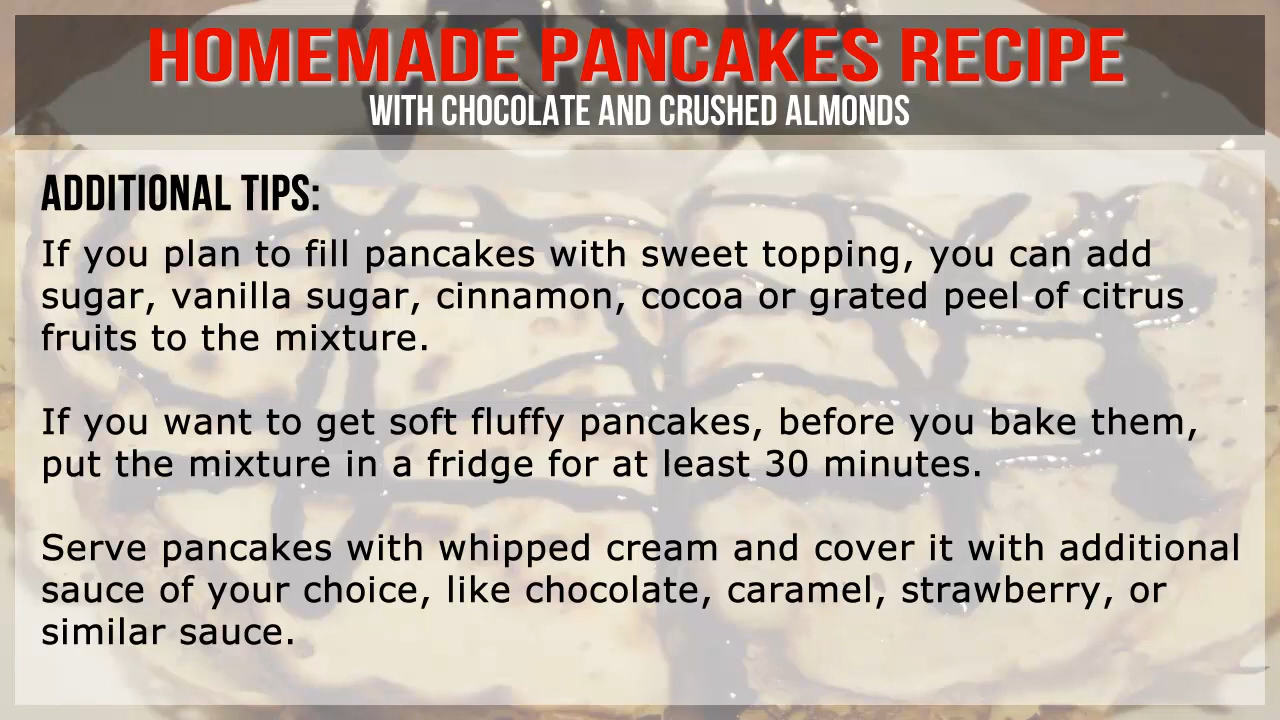 HOMEMADE PANCAKES RECIPE
WITH CHOCOLATE AND CRUSHED ALMONDS
ADDITIONAL TIPS:
If you plan to fill pancakes with sweet topping, you can add
sugar, vanilla sugar, cinnamon, cocoa or grated peel of citrus
fruits to the mixture.
If you want to get soft fluffy pancakes, before you bake them,
put the mixture in a fridge for at least 30 minutes.
Serve pancakes with whipped cream and cover it with additional
sauce of your choice, like chocolate, caramel, strawberry, or
similar sauce.